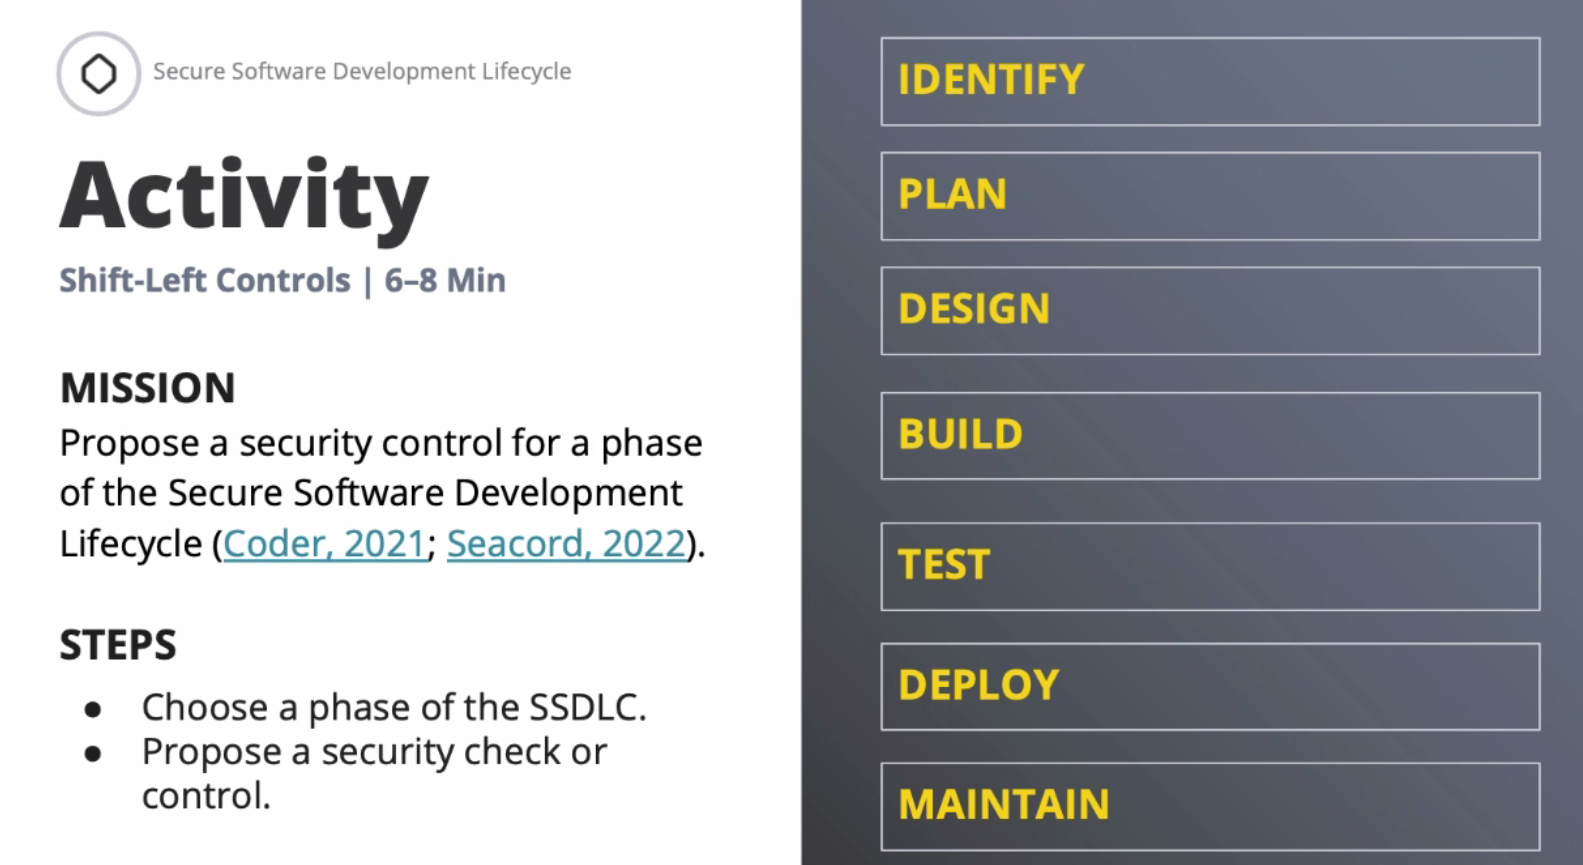 Secure Software Development Lifecycle
Activity
Shift-Left Controls | 6–8 Min
MISSION
Propose a security control for a phase
of the Secure Software Development
Lifecycle (Coder, 2021; Seacord, 2022).
STEPS
● Choose a phase of the SSDLC.
● Propose a security check or
control.
IDENTIFY
PLAN
DESIGN
BUILD
TEST
DEPLOY
MAINTAIN